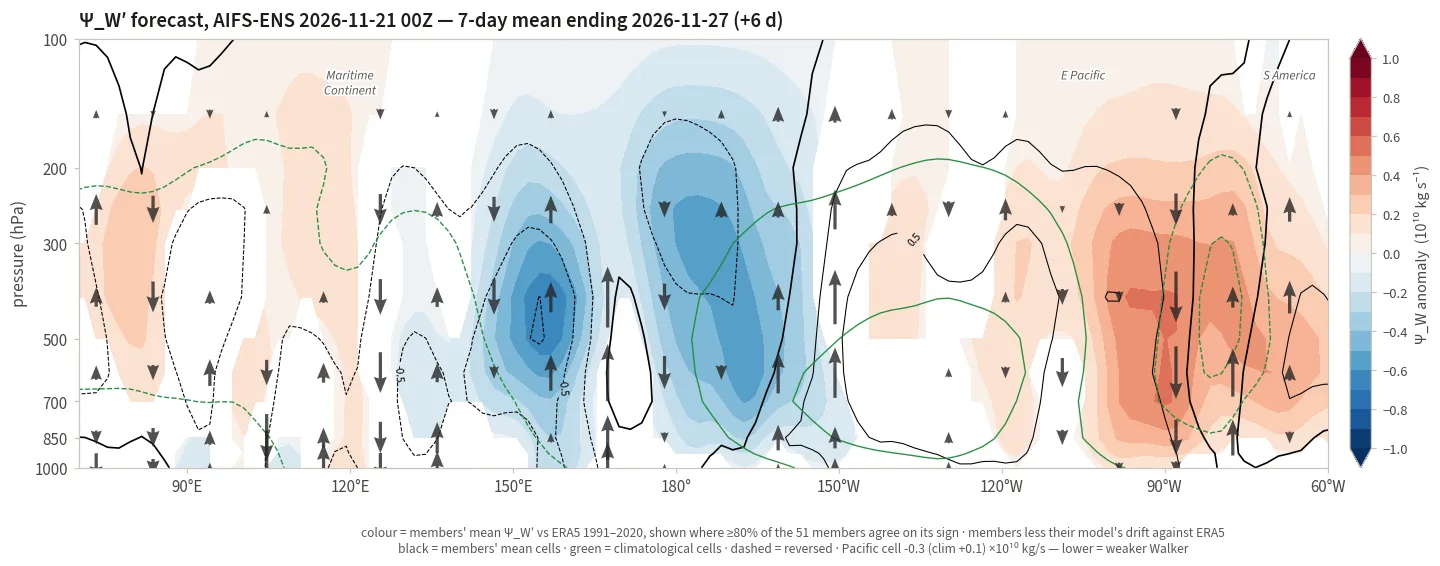 Ψ_W′ forecast, AIFS-ENS 2026-11-21 00Z — 7-day mean ending 2026-11-27 (+6 d)
100
200
300
400
500
700
850
1000
pressure (hPa)
Maritime
Continent
E Pacific
S America
0.5
0.5
0.5
90°E
120°E
150°E
180°
150°W
120°W
90°W
60°W
1.0
0.8
0.6
0.4
0.2
0.0
−0.2
−0.4
−0.6
−0.8
−1.0
Ψ_W anomaly (10¹⁰ kg s⁻¹)
colour = members' mean Ψ_W′ vs ERA5 1991–2020, shown where ≥80% of the 51 members agree on its sign · members less their model's drift against ERA5
black = members' mean cells · green = climatological cells · dashed = reversed · Pacific cell -0.3 (clim +0.1) ×10¹⁰ kg/s — lower = weaker Walker